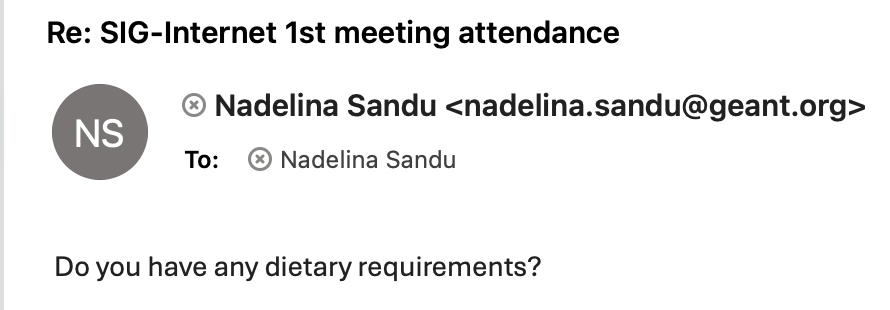 Re: SIG-Internet 1st meeting attendance
NS
Nadelina Sandu <nadelina.sandu@geant.org>
To: Nadelina Sandu
Do you have any dietary requirements?